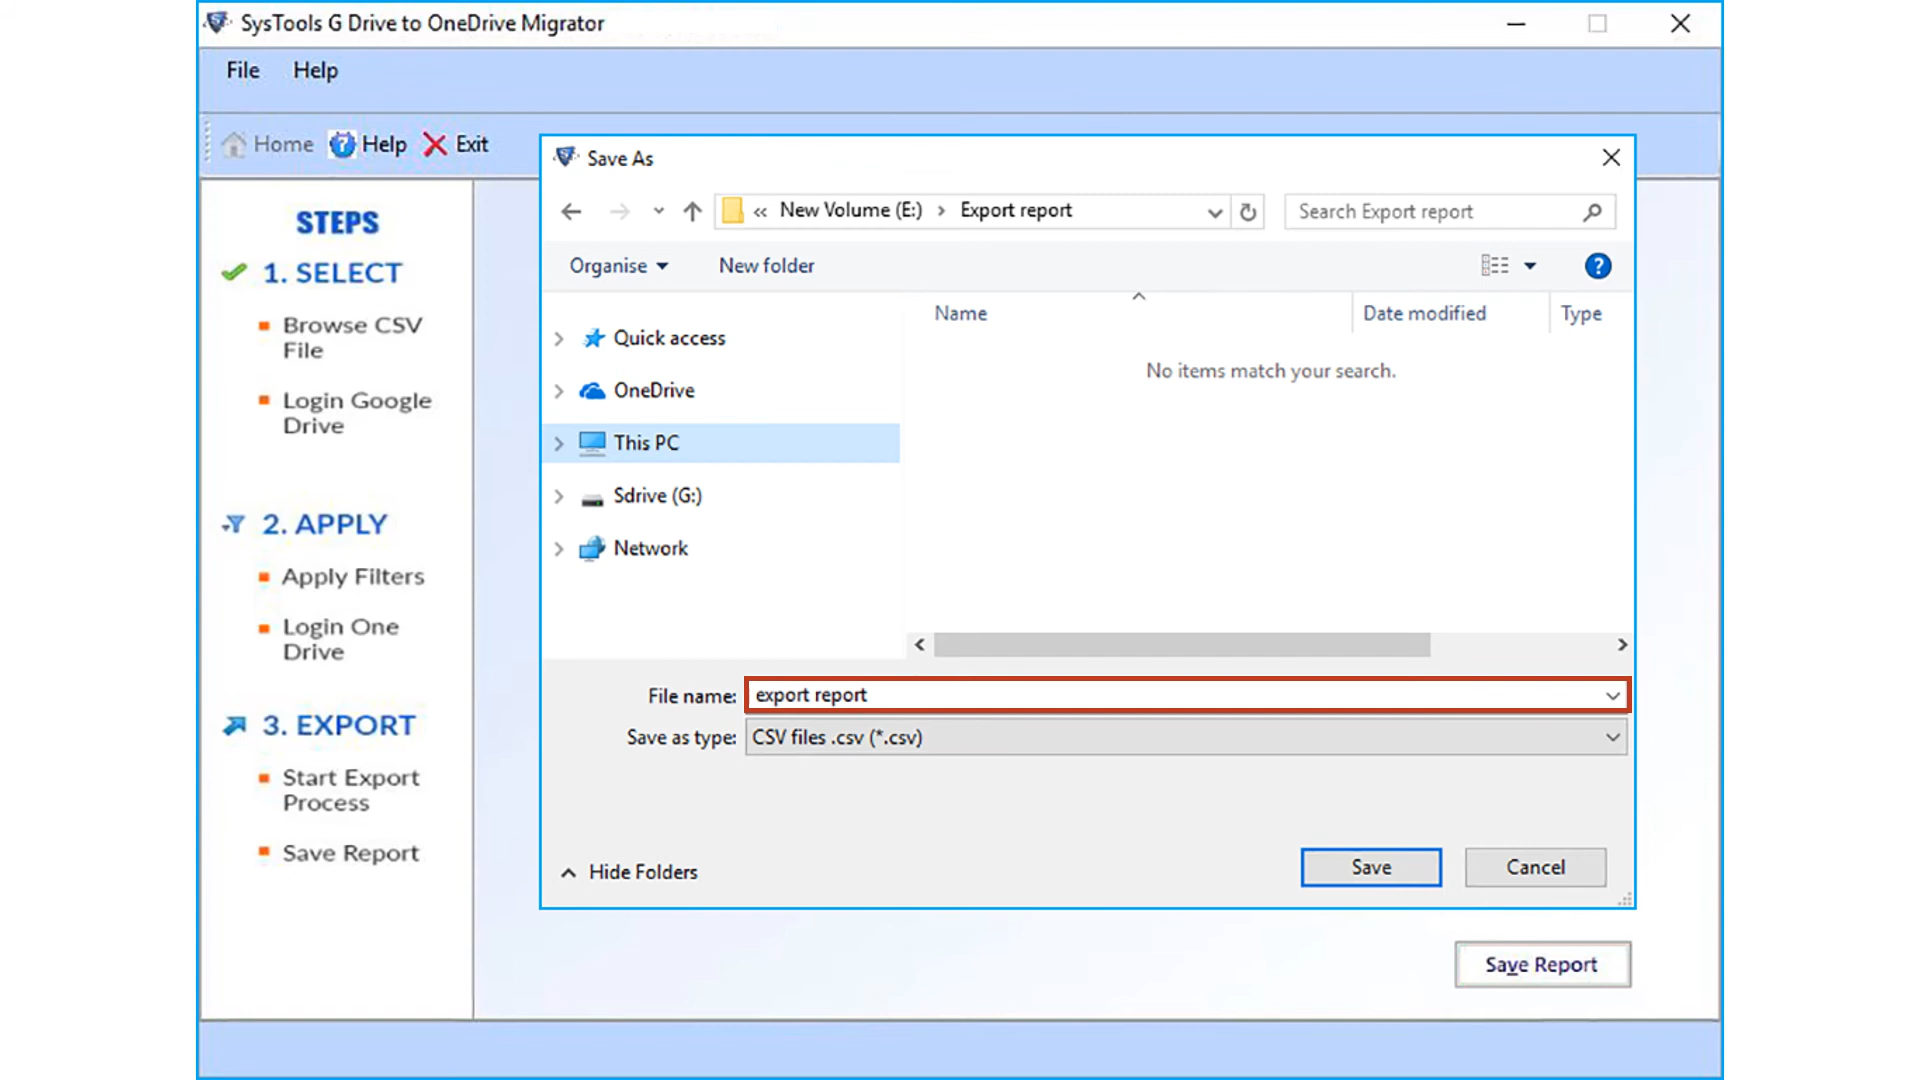 SysTools G Drive to OneDrive Migrator
File Help
Home Help Exit
STEPS
1. SELECT
Browse CSV
File
Login Google
Drive
2. APPLY
Apply Filters
Login One
Drive
3. EXPORT
Start Export
Process
Save Report
Save As
« New Volume (E:) › Export report
Search Export report
Organise New folder
?
Name Date modified Type
No items match your search.
Quick access
OneDrive
This PC
Sdrive (G:)
Network
File name: export report
Save as type: CSV files .csv (*.csv)
Hide Folders
Save Cancel
Save Report